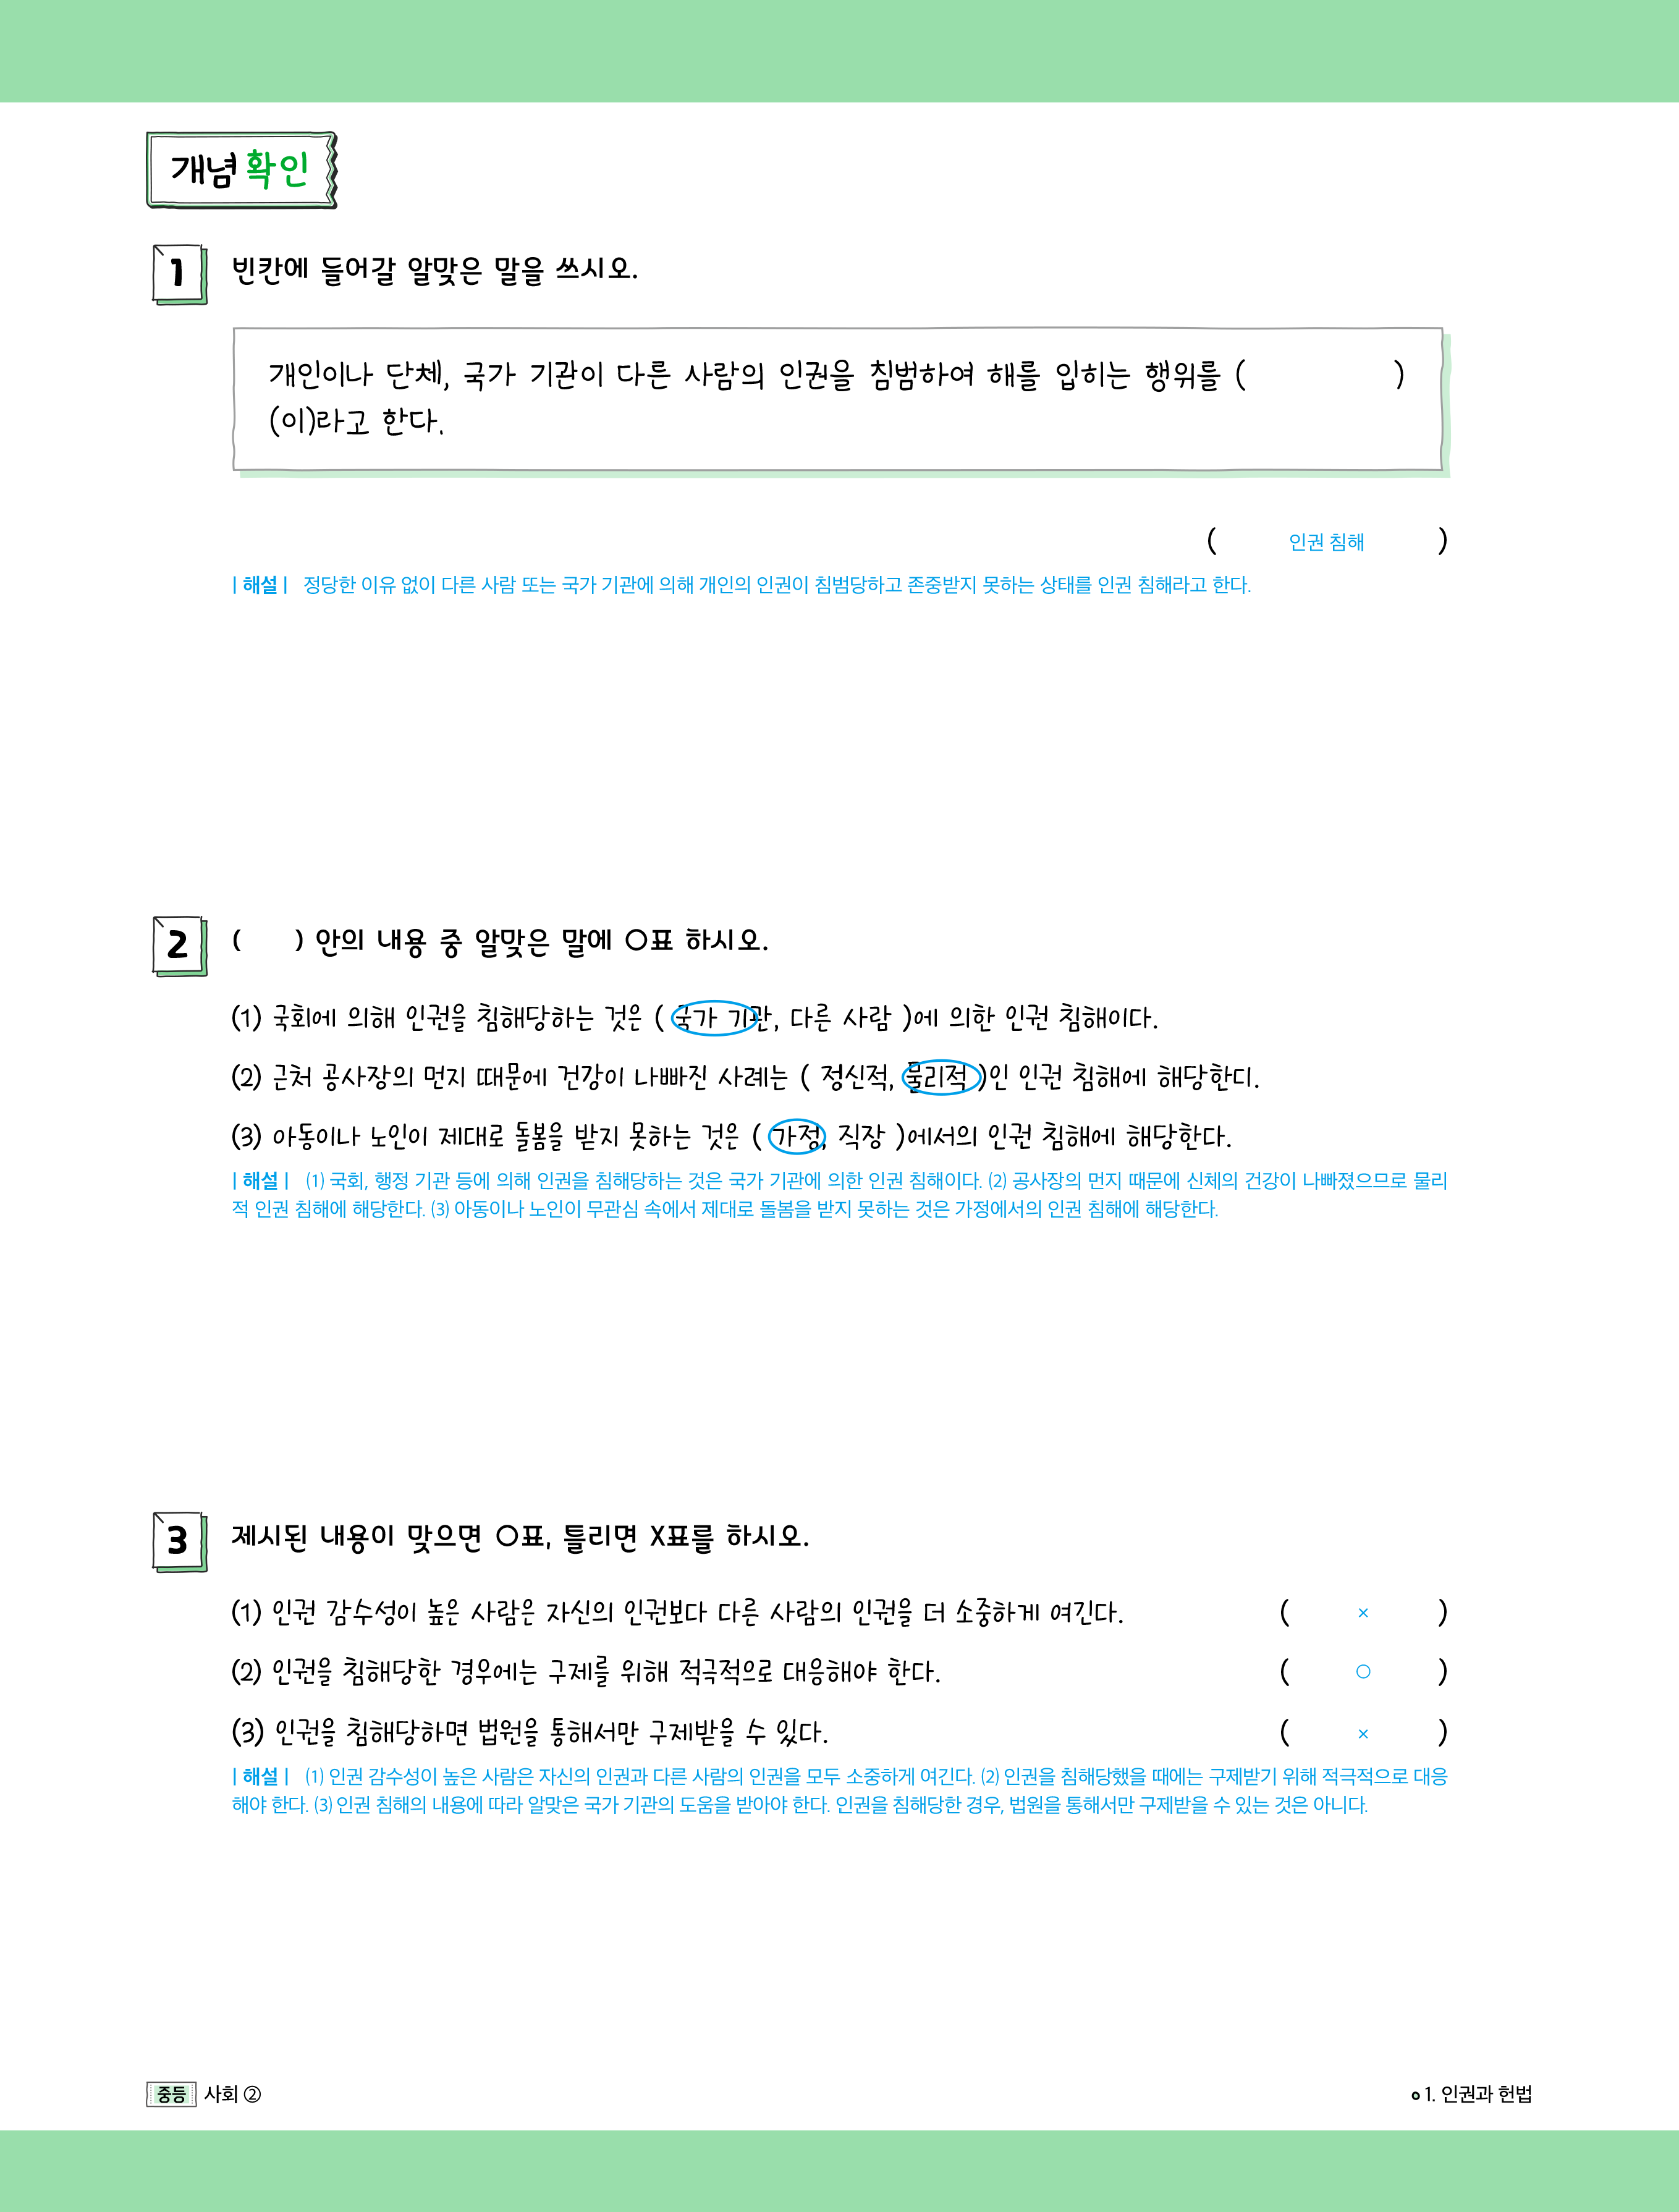 개념 확인
1 빈칸에 들어갈 알맞은 말을 쓰시오.
개인이나 단체, 국가 기관이 다른 사람의 인권을 침범하여 해를 입히는 행위를 ( )
(이)라고 한다.
( 인권 침해 )
| 해설 | 정당한 이유 없이 다른 사람 또는 국가 기관에 의해 개인의 인권이 침범당하고 존중받지 못하는 상태를 인권 침해라고 한다.
2 ( ) 안의 내용 중 알맞은 말에 ○표 하시오.
(1) 국회에 의해 인권을 침해당하는 것은 ( 국가 기관, 다른 사람 )에 의한 인권 침해이다.
(2) 근처 공사장의 먼지 때문에 건강이 나빠진 사례는 ( 정신적, 물리적 )인 인권 침해에 해당한디.
(3) 아동이나 노인이 제대로 돌봄을 받지 못하는 것은 ( 가정, 직장 )에서의 인권 침해에 해당한다.
| 해설 | (1) 국회, 행정 기관 등에 의해 인권을 침해당하는 것은 국가 기관에 의한 인권 침해이다. (2) 공사장의 먼지 때문에 신체의 건강이 나빠졌으므로 물리
적 인권 침해에 해당한다. (3) 아동이나 노인이 무관심 속에서 제대로 돌봄을 받지 못하는 것은 가정에서의 인권 침해에 해당한다.
3 제시된 내용이 맞으면 ○표, 틀리면 X표를 하시오.
(1) 인권 감수성이 높은 사람은 자신의 인권보다 다른 사람의 인권을 더 소중하게 여긴다. ( × )
(2) 인권을 침해당한 경우에는 구제를 위해 적극적으로 대응해야 한다. ( ○ )
(3) 인권을 침해당하면 법원을 통해서만 구제받을 수 있다. ( × )
| 해설 | (1) 인권 감수성이 높은 사람은 자신의 인권과 다른 사람의 인권을 모두 소중하게 여긴다. (2) 인권을 침해당했을 때에는 구제받기 위해 적극적으로 대응
해야 한다. (3) 인권 침해의 내용에 따라 알맞은 국가 기관의 도움을 받아야 한다. 인권을 침해당한 경우, 법원을 통해서만 구제받을 수 있는 것은 아니다.
중등 사회 ②
1. 인권과 헌법